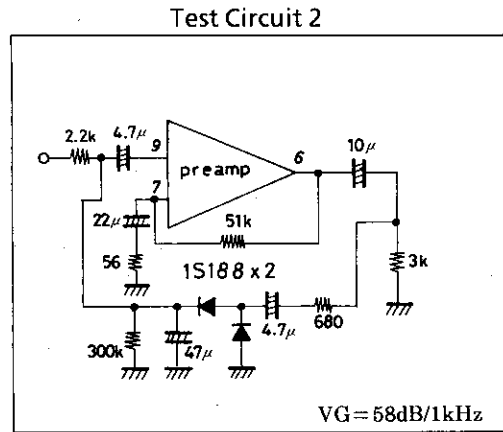 Test Circuit 2
2.2k
4.7μ
9
6
10μ
preamp
7
22μ
51k
56
3k
1S188 x 2
300k
47μ
4.7μ
680
VG=58dB/1kHz